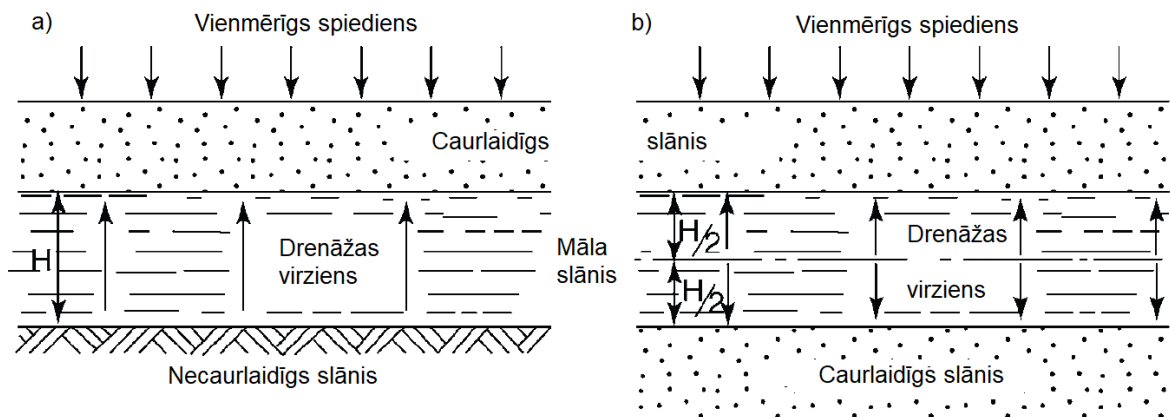 a)
Vienmērīgs spiediens
Caurlaidīgs
H
Drenāžas
virziens
Māla
slānis
Necaurlaidīgs slānis
b)
Vienmērīgs spiediens
slānis
H/2
Drenāžas
H/2
virziens
Caurlaidīgs slānis